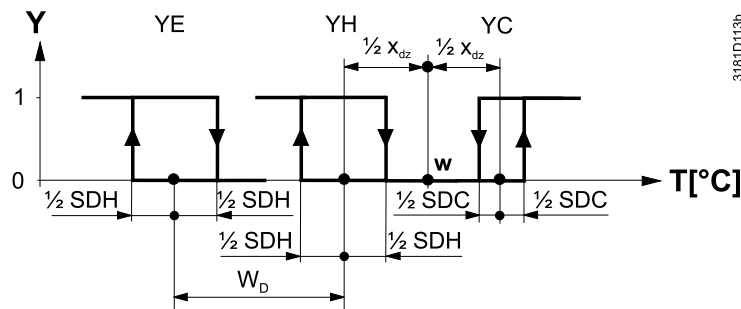 Y YE YH YC
½ x_dz ½ x_dz
3181D113b
1
w
0 T[°C]
½ SDH ½ SDH ½ SDC ½ SDC
½ SDH ½ SDH
W_D